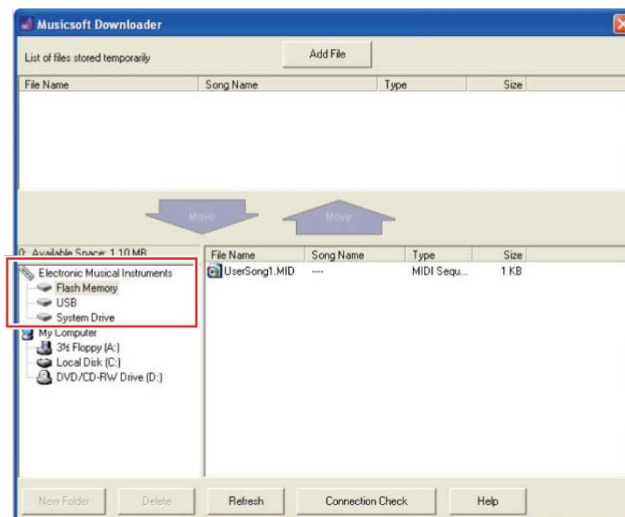 Musicsoft Downloader
List of files stored temporarily
Add File
File Name Song Name Type Size
Move Move
0: Available Space: 1.10 MB
Electronic Musical Instruments
Flash Memory
USB
System Drive
My Computer
3½ Floppy (A:)
Local Disk (C:)
DVD/CD-RW Drive (D:)
File Name Song Name Type Size
UserSong1.MID ---- MIDI Sequ... 1 KB
New Folder Delete Refresh Connection Check Help